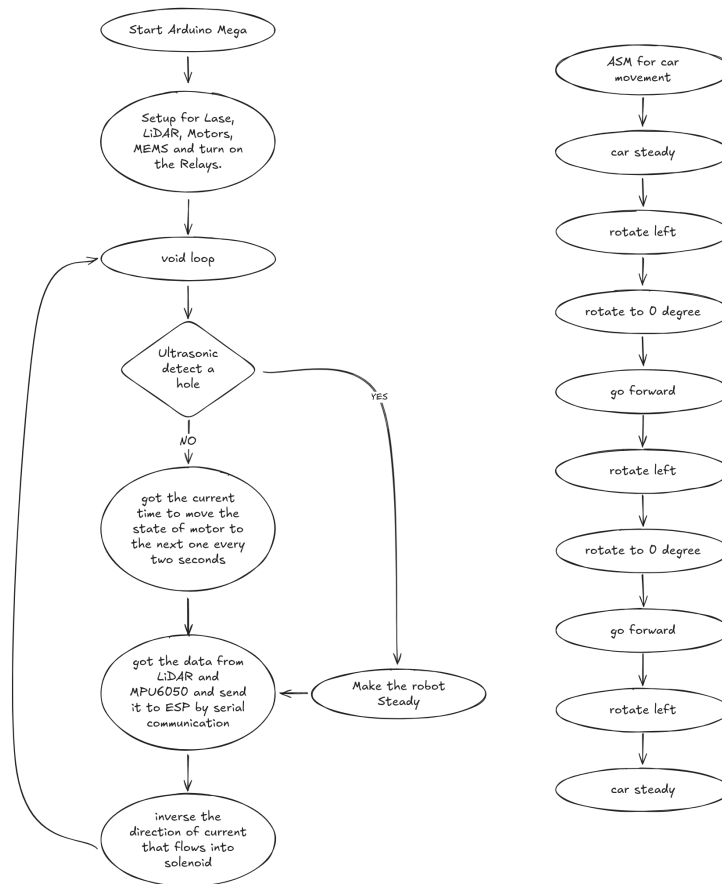 Start Arduino Mega
Setup for Lase,
LiDAR, Motors,
MEMS and turn on
the Relays.
void loop
Ultrasonic
detect a
hole
YES
NO
got the current
time to move the
state of motor to
the next one every
two seconds
got the data from
LiDAR and
MPU6050 and send
it to ESP by serial
communication
Make the robot
Steady
inverse the
direction of current
that flows into
solenoid
ASM for car
movement
car steady
rotate left
rotate to 0 degree
go forward
rotate left
rotate to 0 degree
go forward
rotate left
car steady